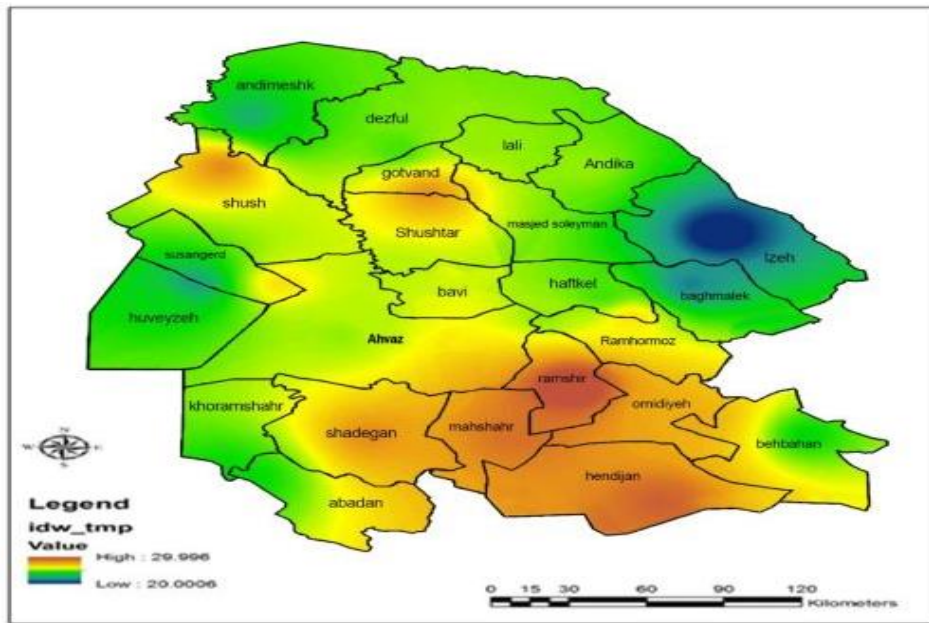 andimeshk
dezful
lali
Andika
gotvand
shush
Shushtar
masjed soleyman
Izeh
susangerd
bavi
haftkel
baghmalek
huveyzeh
Ahvaz
Ramhormoz
ramshir
khoramshahr
omidiyeh
shadegan
mahshahr
behbahan
hendijan
abadan
N
W E
S
Legend
idw_tmp
Value
High : 29.996
Low : 20.0006
0 15 30 60 90 120
Kilometers